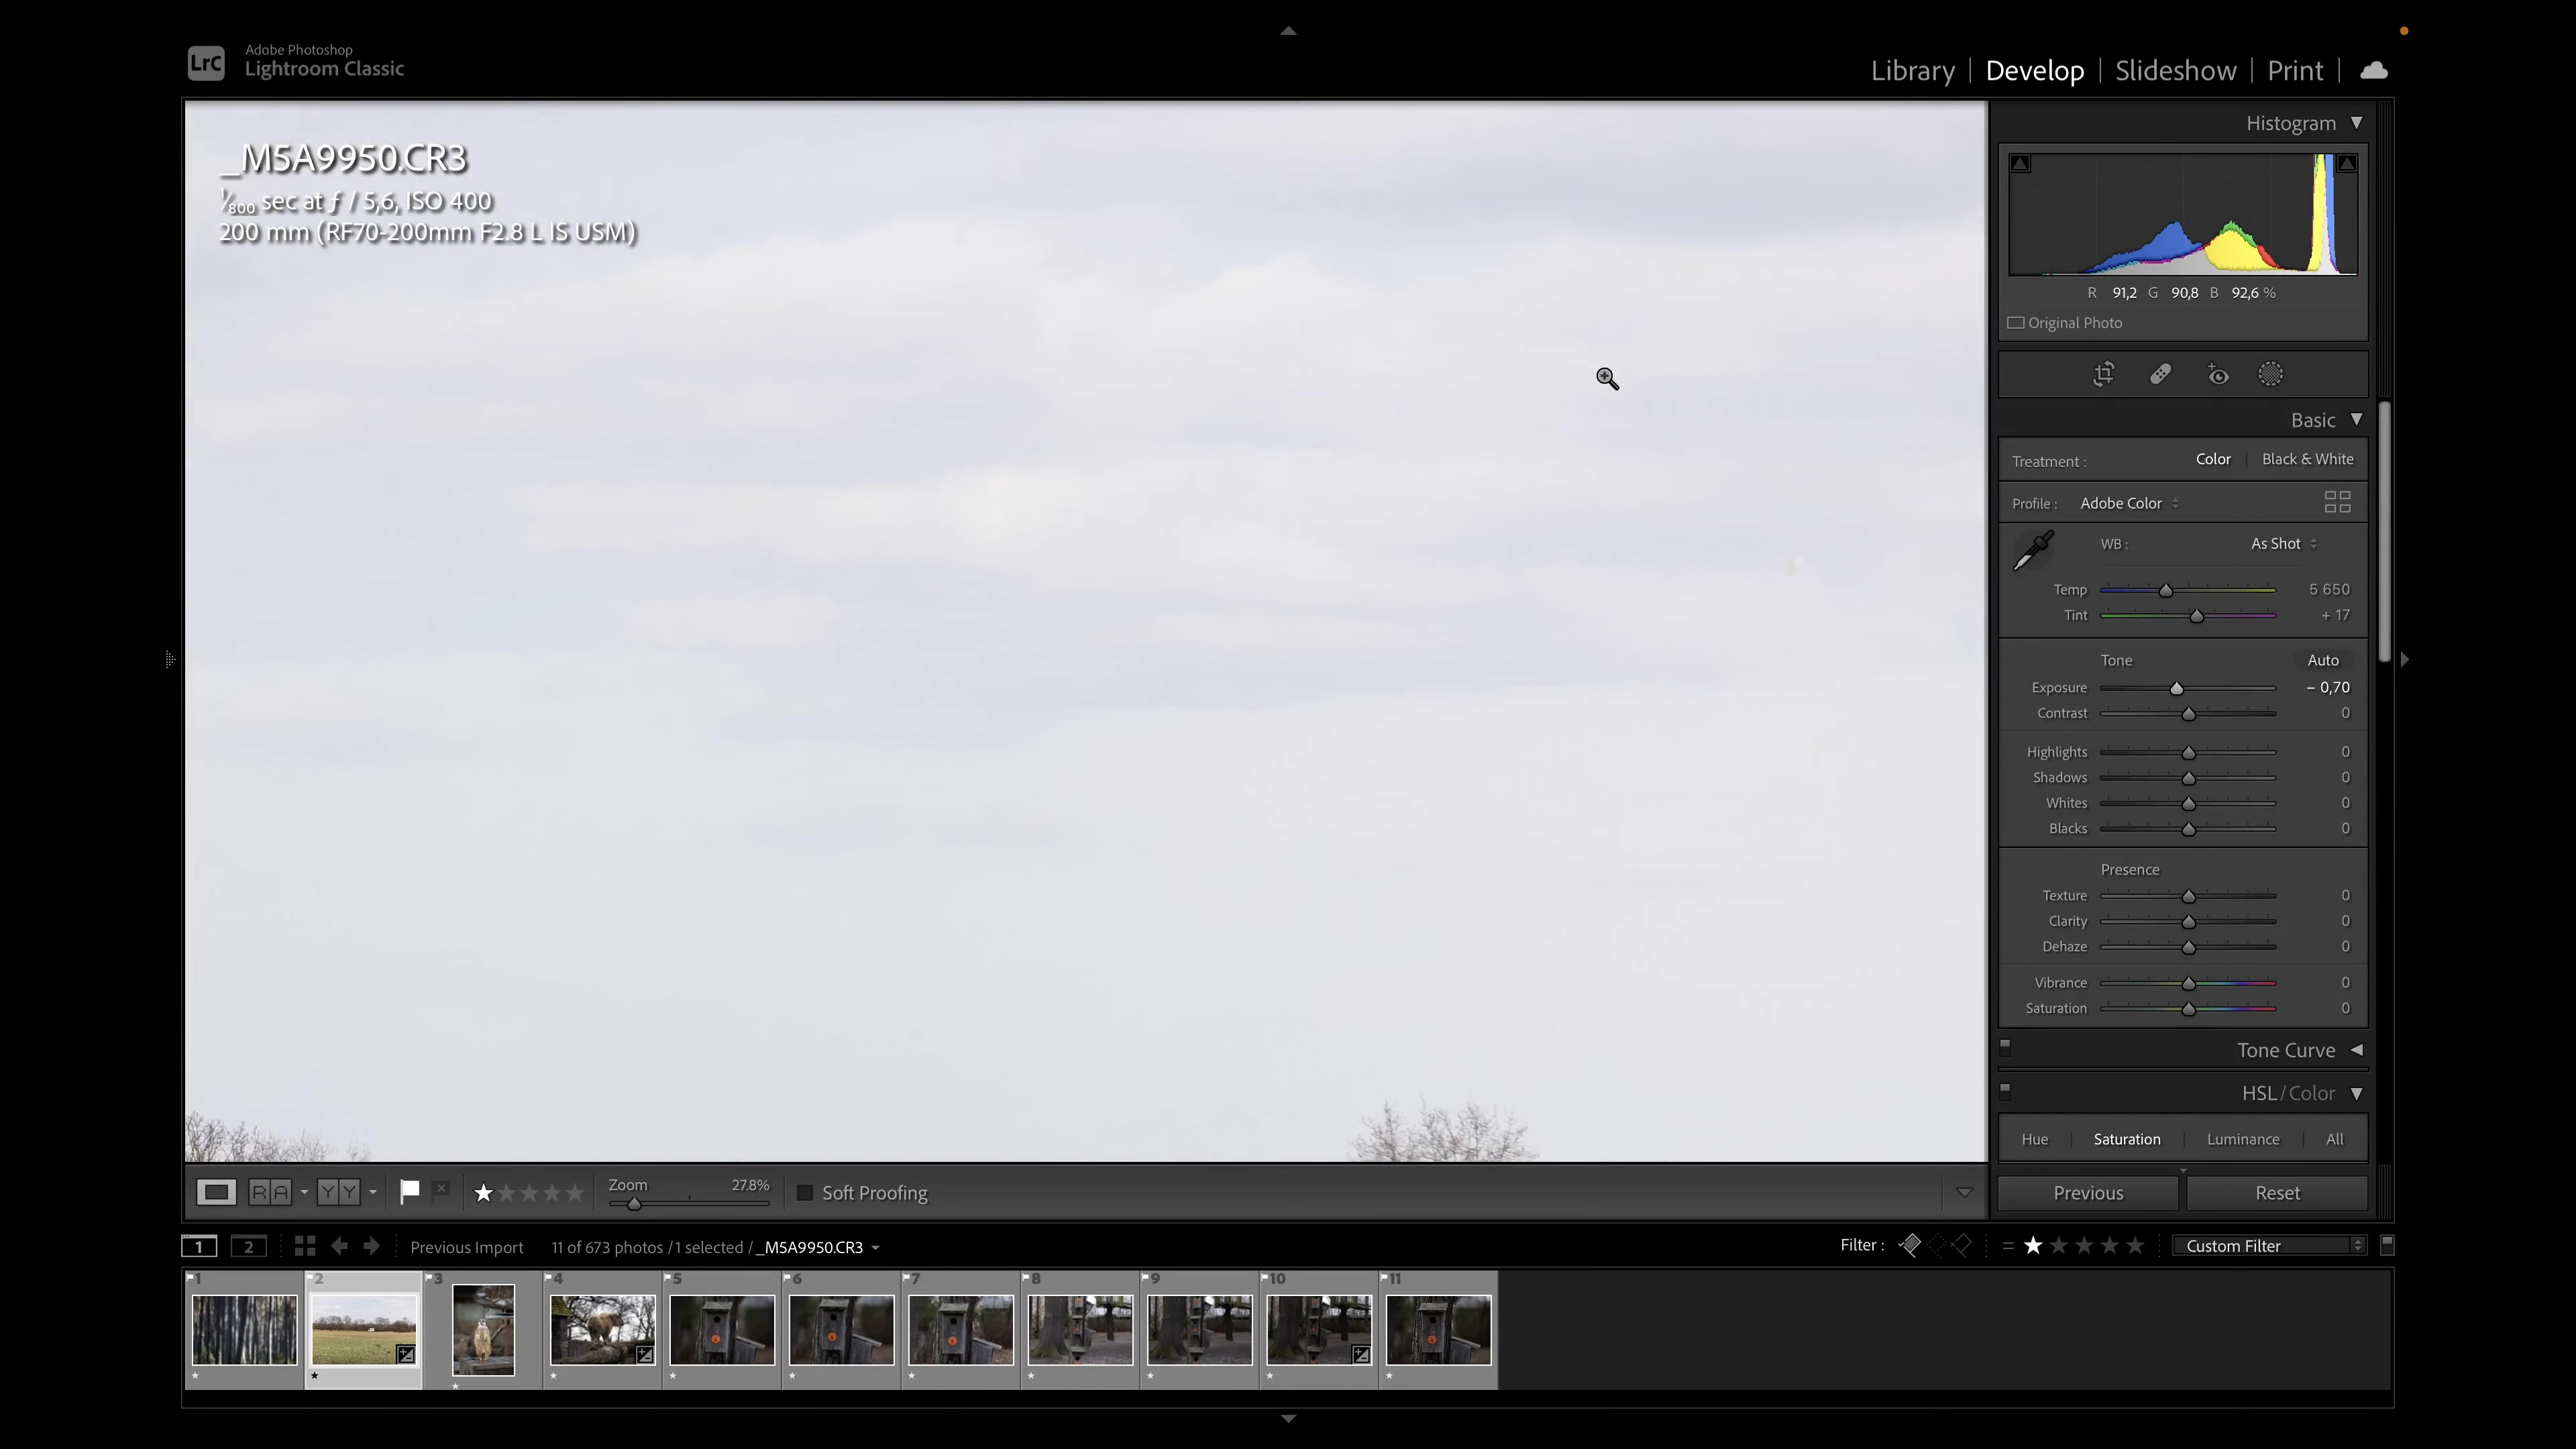 Adobe Photoshop
Lightroom Classic
LrC
Library | Develop | Slideshow | Print
_M5A9950.CR3
1/800 sec at ƒ / 5,6, ISO 400
200 mm (RF70-200mm F2.8 L IS USM)
Histogram
R 91,2 G 90,8 B 92,6 %
Original Photo
Basic
Treatment : Color | Black & White
Profile : Adobe Color
WB : As Shot
Temp 5 650
Tint + 17
Tone Auto
Exposure − 0,70
Contrast 0
Highlights 0
Shadows 0
Whites 0
Blacks 0
Presence
Texture 0
Clarity 0
Dehaze 0
Vibrance 0
Saturation 0
Tone Curve
HSL / Color
Hue | Saturation | Luminance | All
Previous Reset
R A Y Y Zoom 27.8% Soft Proofing
1 2 Previous Import 11 of 673 photos / 1 selected / _M5A9950.CR3
Filter : = Custom Filter
1 2 3 4 5 6 7 8 9 10 11